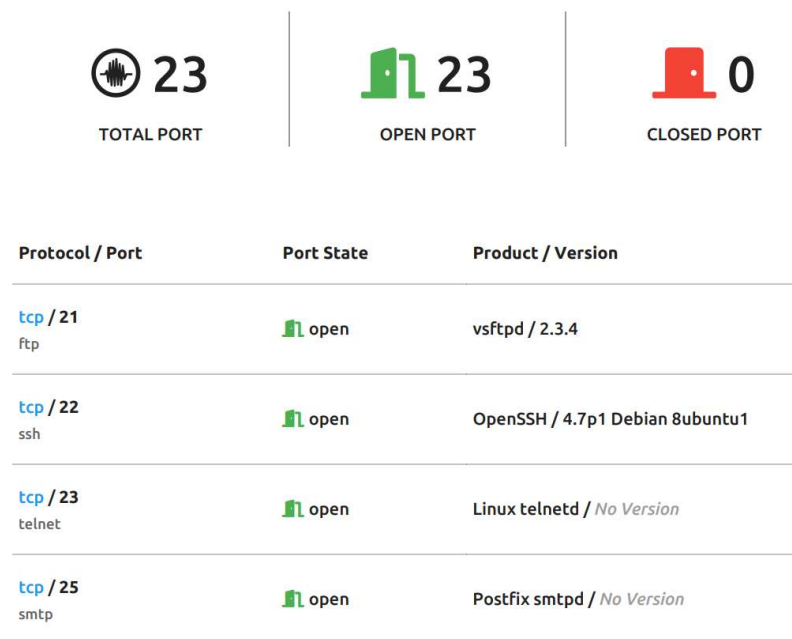 23 23 0
TOTAL PORT OPEN PORT CLOSED PORT
Protocol / Port Port State Product / Version
tcp / 21
ftp
open vsftpd / 2.3.4
tcp / 22
ssh
open OpenSSH / 4.7p1 Debian 8ubuntu1
tcp / 23
telnet
open Linux telnetd / No Version
tcp / 25
smtp
open Postfix smtpd / No Version